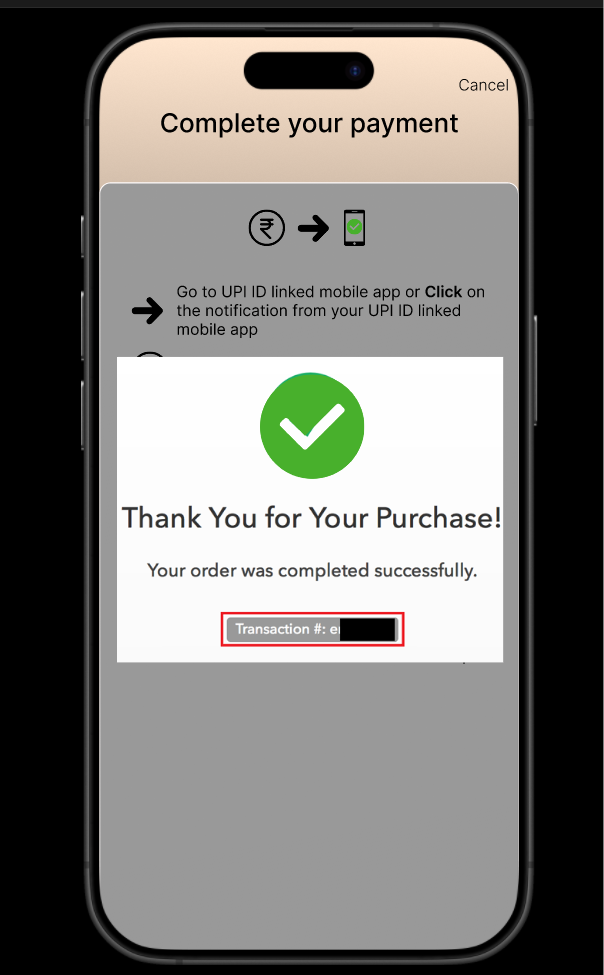 Cancel
Complete your payment
₹
Go to UPI ID linked mobile app or Click on
the notification from your UPI ID linked
mobile app
Thank You for Your Purchase!
Your order was completed successfully.
Transaction #: